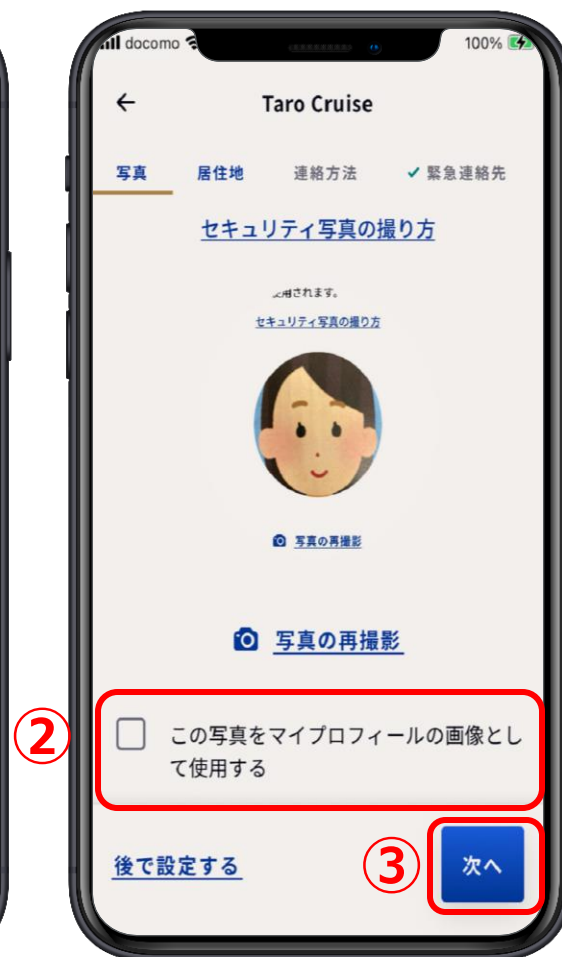 docomo 100%
← Taro Cruise
写真 居住地 連絡方法 ✓ 緊急連絡先
セキュリティ写真の撮り方
用されます。
セキュリティ写真の撮り方
写真の再撮影
写真の再撮影
② この写真をマイプロフィールの画像とし
て使用する
後で設定する ③ 次へ